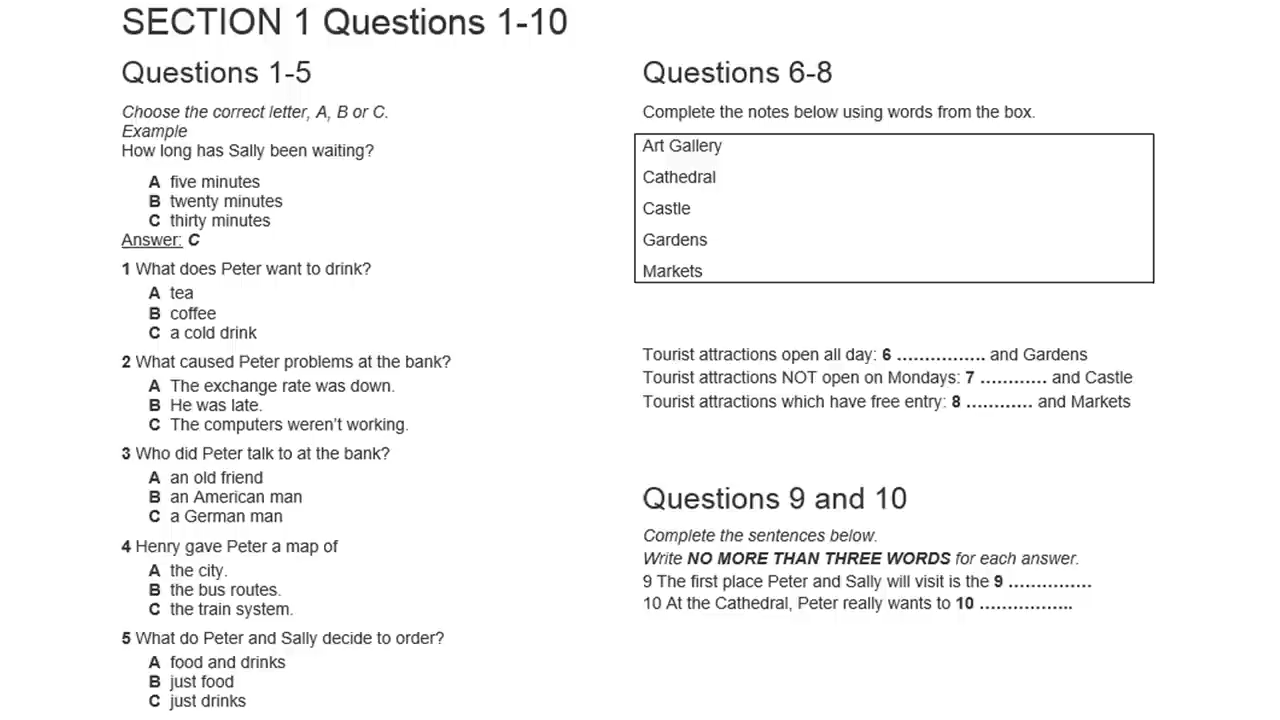 SECTION 1 Questions 1-10
Questions 1-5
Choose the correct letter, A, B or C.
Example
How long has Sally been waiting?
A five minutes
B twenty minutes
C thirty minutes
Answer: C
1 What does Peter want to drink?
A tea
B coffee
C a cold drink
2 What caused Peter problems at the bank?
A The exchange rate was down.
B He was late.
C The computers weren't working.
3 Who did Peter talk to at the bank?
A an old friend
B an American man
C a German man
4 Henry gave Peter a map of
A the city.
B the bus routes.
C the train system.
5 What do Peter and Sally decide to order?
A food and drinks
B just food
C just drinks
Questions 6-8
Complete the notes below using words from the box.
Art Gallery
Cathedral
Castle
Gardens
Markets
Tourist attractions open all day: 6 ................ and Gardens
Tourist attractions NOT open on Mondays: 7 ............ and Castle
Tourist attractions which have free entry: 8 ............ and Markets
Questions 9 and 10
Complete the sentences below.
Write NO MORE THAN THREE WORDS for each answer.
9 The first place Peter and Sally will visit is the 9 ...............
10 At the Cathedral, Peter really wants to 10 .................